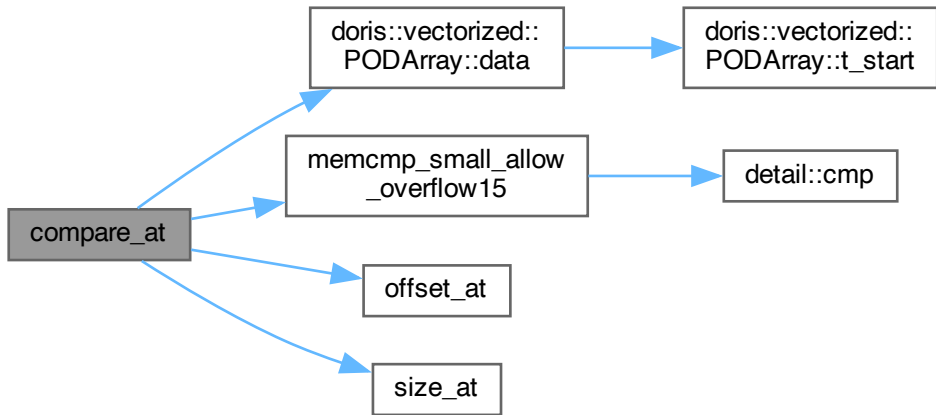 doris::vectorized::
PODArray::data
doris::vectorized::
PODArray::t_start
memcmp_small_allow
_overflow15
detail::cmp
compare_at
offset_at
size_at